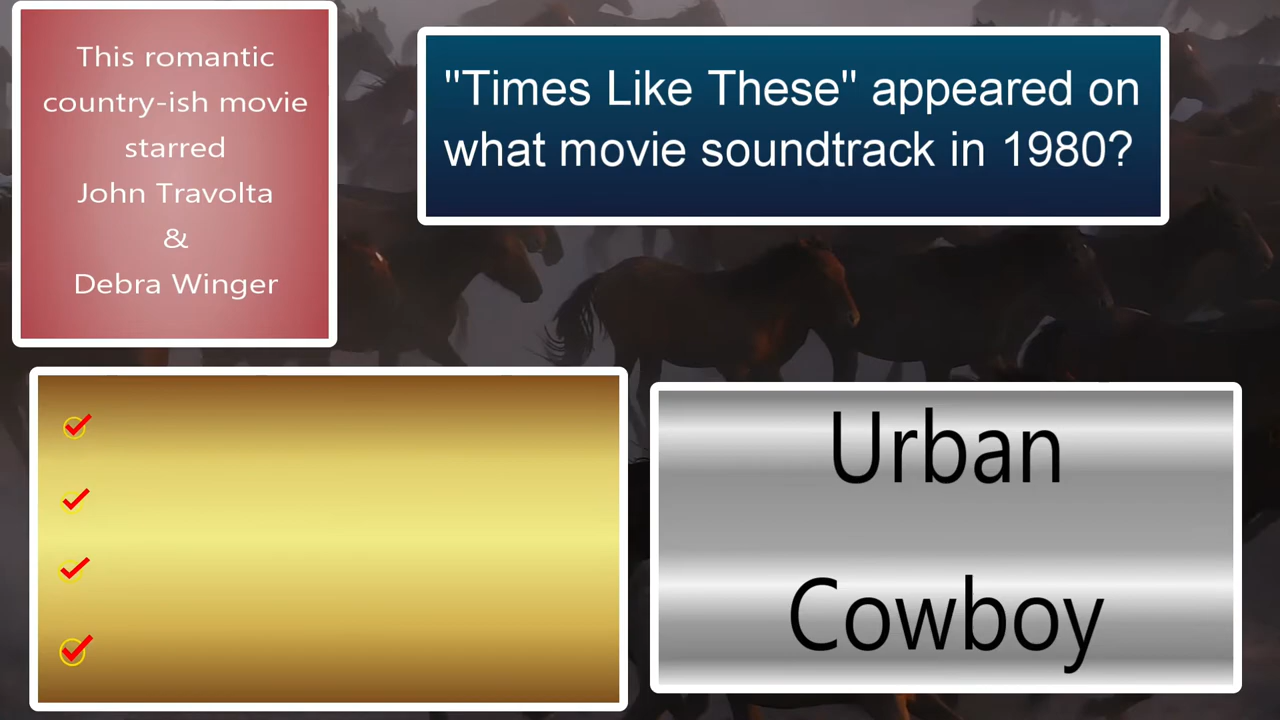 This romantic
country-ish movie
starred
John Travolta
&
Debra Winger
"Times Like These" appeared on
what movie soundtrack in 1980?
Urban
Cowboy